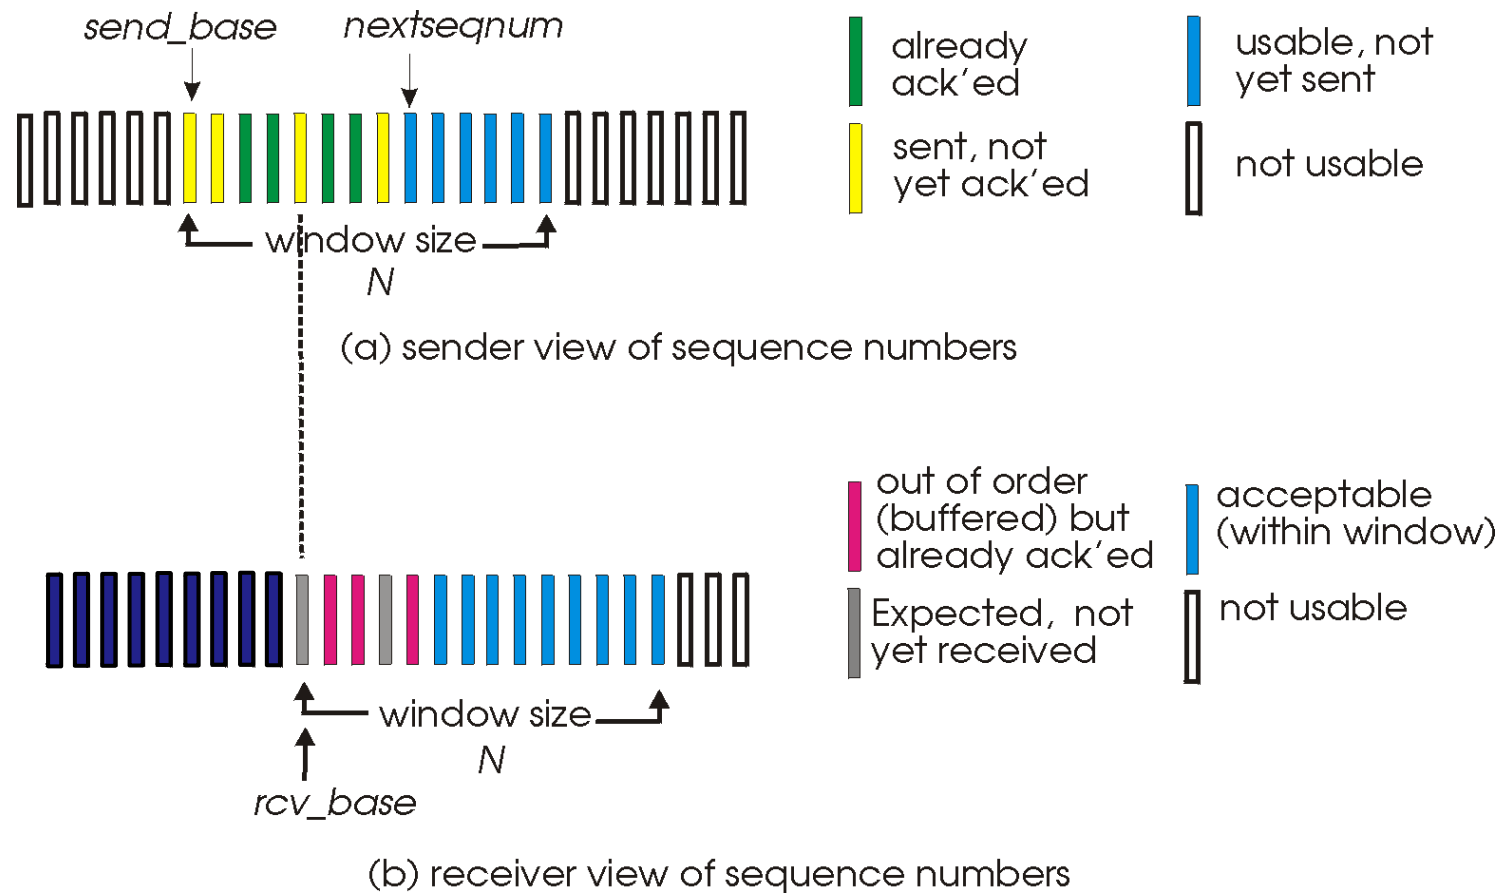 send_base
nextseqnum
already
ack'ed
usable, not
yet sent
sent, not
yet ack'ed
not usable
window size
N
(a) sender view of sequence numbers
out of order
(buffered) but
already ack'ed
acceptable
(within window)
Expected, not
yet received
not usable
window size
N
rcv_base
(b) receiver view of sequence numbers